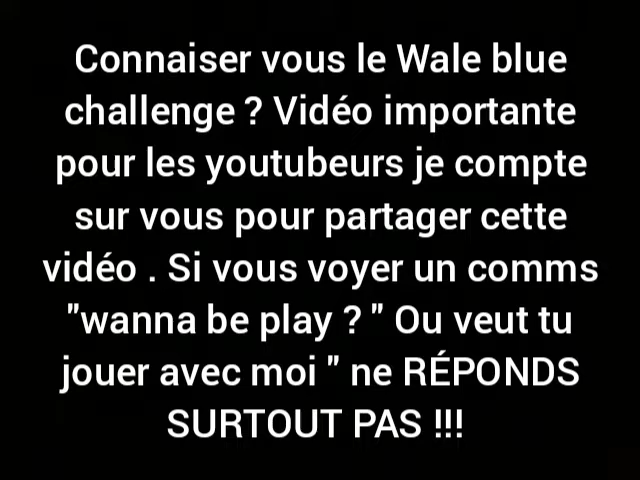 Connaiser vous le Wale blue
challenge ? Vidéo importante
pour les youtubeurs je compte
sur vous pour partager cette
vidéo . Si vous voyer un comms
"wanna be play ? " Ou veut tu
jouer avec moi " ne RÉPONDS
SURTOUT PAS !!!